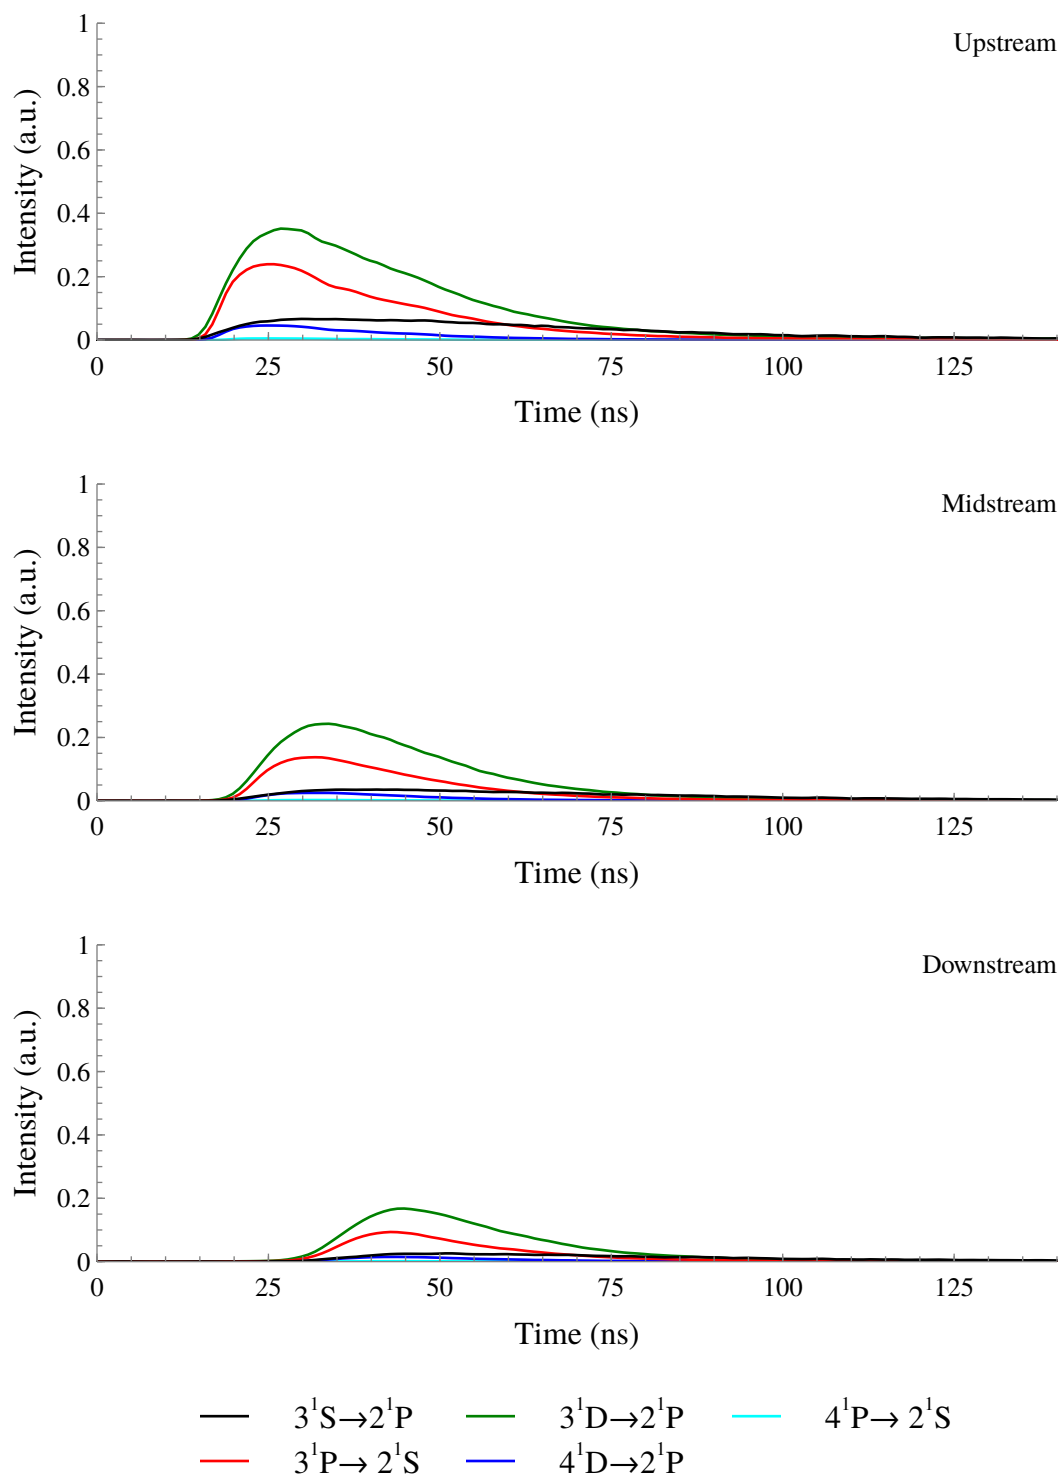 1
Upstream
0.8
0.6
0.4
0.2
0
Intensity (a.u.)
0 25 50 75 100 125
Time (ns)
1
Midstream
0.8
0.6
0.4
0.2
0
Intensity (a.u.)
0 25 50 75 100 125
Time (ns)
1
Downstream
0.8
0.6
0.4
0.2
0
Intensity (a.u.)
0 25 50 75 100 125
Time (ns)
3¹S→2¹P 3¹D→2¹P 4¹P→ 2¹S
3¹P→ 2¹S 4¹D→2¹P